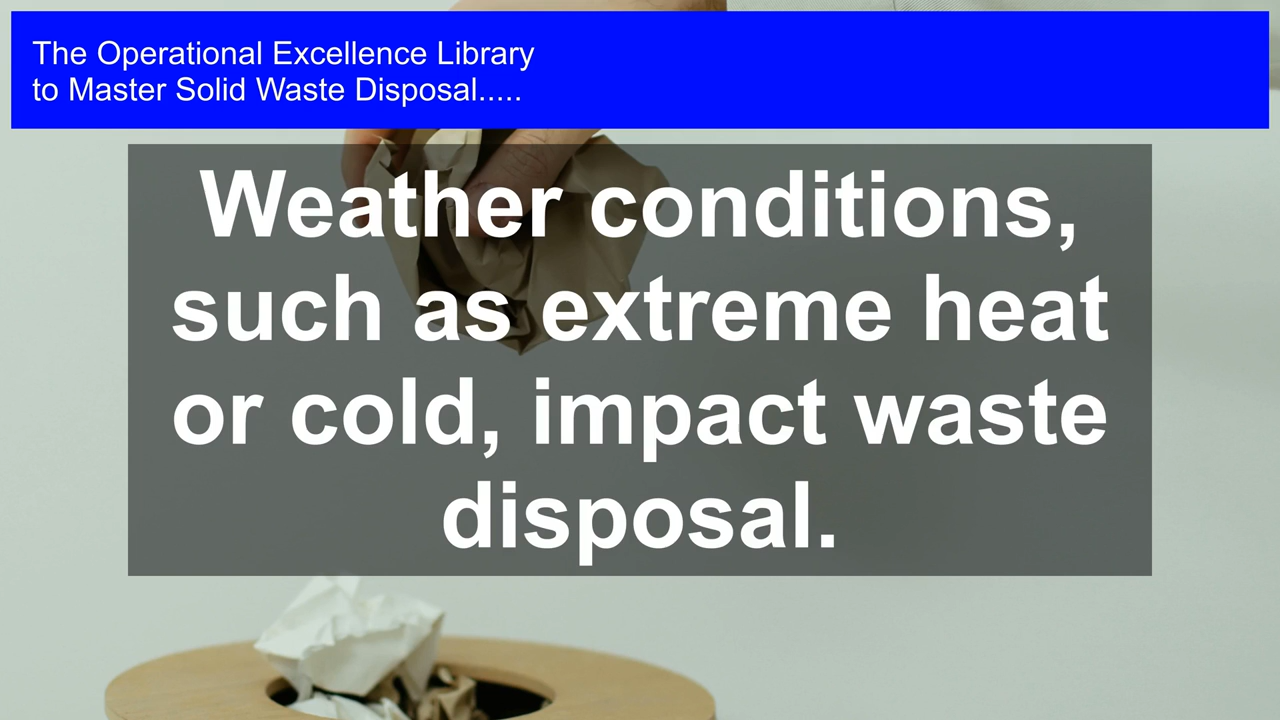 The Operational Excellence Library
to Master Solid Waste Disposal.....
Weather conditions,
such as extreme heat
or cold, impact waste
disposal.